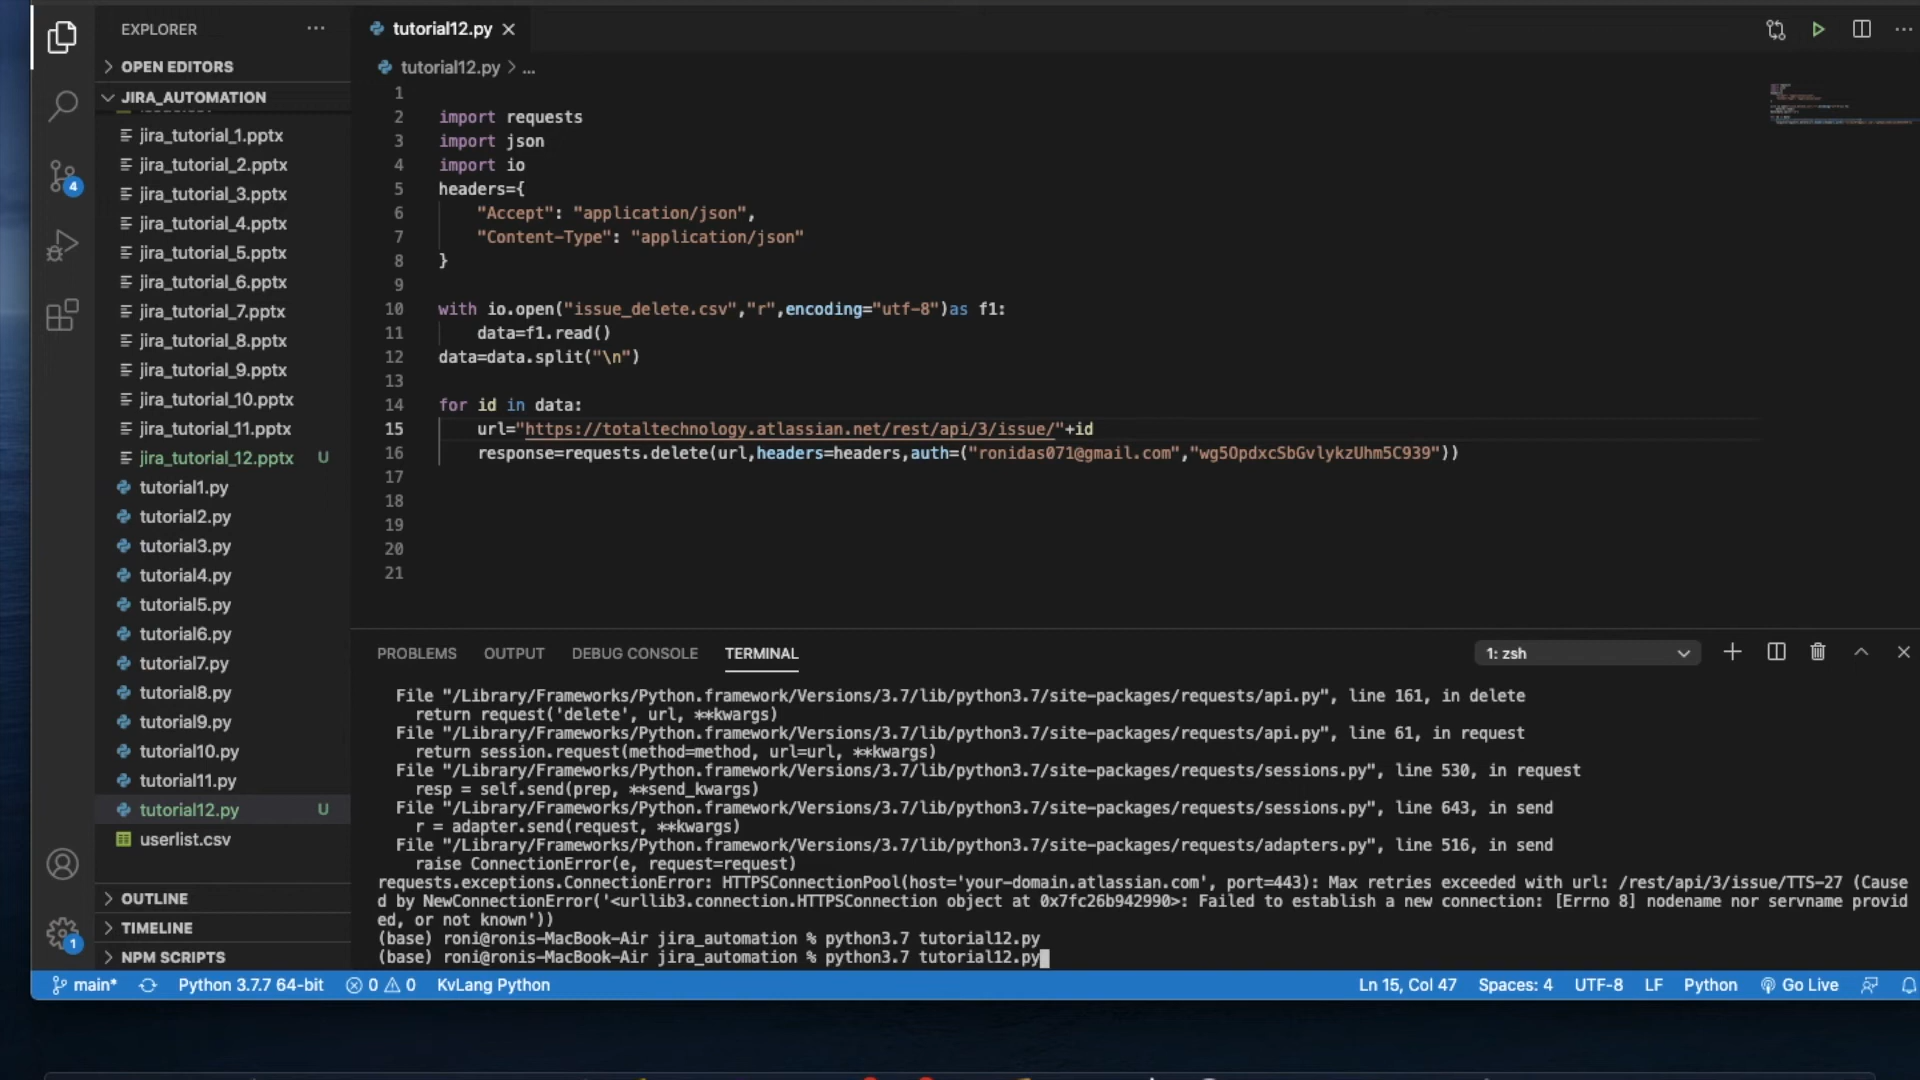 EXPLORER
OPEN EDITORS
JIRA_AUTOMATION
jira_tutorial_1.pptx
jira_tutorial_2.pptx
jira_tutorial_3.pptx
jira_tutorial_4.pptx
jira_tutorial_5.pptx
jira_tutorial_6.pptx
jira_tutorial_7.pptx
jira_tutorial_8.pptx
jira_tutorial_9.pptx
jira_tutorial_10.pptx
jira_tutorial_11.pptx
jira_tutorial_12.pptx U
tutorial1.py
tutorial2.py
tutorial3.py
tutorial4.py
tutorial5.py
tutorial6.py
tutorial7.py
tutorial8.py
tutorial9.py
tutorial10.py
tutorial11.py
tutorial12.py U
userlist.csv
OUTLINE
TIMELINE
NPM SCRIPTS
4
1
tutorial12.py
tutorial12.py > ...
1
2 import requests
3 import json
4 import io
5 headers={
6 "Accept": "application/json",
7 "Content-Type": "application/json"
8 }
9
10 with io.open("issue_delete.csv","r",encoding="utf-8")as f1:
11 data=f1.read()
12 data=data.split("\n")
13
14 for id in data:
15 url="https://totaltechnology.atlassian.net/rest/api/3/issue/"+id
16 response=requests.delete(url,headers=headers,auth=("ronidas071@gmail.com","wg5OpdxcSbGvlykzUhm5C939"))
17
18
19
20
21
PROBLEMS OUTPUT DEBUG CONSOLE TERMINAL 1: zsh
File "/Library/Frameworks/Python.framework/Versions/3.7/lib/python3.7/site-packages/requests/api.py", line 161, in delete
return request('delete', url, **kwargs)
File "/Library/Frameworks/Python.framework/Versions/3.7/lib/python3.7/site-packages/requests/api.py", line 61, in request
return session.request(method=method, url=url, **kwargs)
File "/Library/Frameworks/Python.framework/Versions/3.7/lib/python3.7/site-packages/requests/sessions.py", line 530, in request
resp = self.send(prep, **send_kwargs)
File "/Library/Frameworks/Python.framework/Versions/3.7/lib/python3.7/site-packages/requests/sessions.py", line 643, in send
r = adapter.send(request, **kwargs)
File "/Library/Frameworks/Python.framework/Versions/3.7/lib/python3.7/site-packages/requests/adapters.py", line 516, in send
raise ConnectionError(e, request=request)
requests.exceptions.ConnectionError: HTTPSConnectionPool(host='your-domain.atlassian.com', port=443): Max retries exceeded with url: /rest/api/3/issue/TTS-27 (Cause
d by NewConnectionError('<urllib3.connection.HTTPSConnection object at 0x7fc26b942990>: Failed to establish a new connection: [Errno 8] nodename nor servname provid
ed, or not known'))
(base) roni@ronis-MacBook-Air jira_automation % python3.7 tutorial12.py
(base) roni@ronis-MacBook-Air jira_automation % python3.7 tutorial12.py
main* Python 3.7.7 64-bit 0 0 KvLang Python Ln 15, Col 47 Spaces: 4 UTF-8 LF Python Go Live